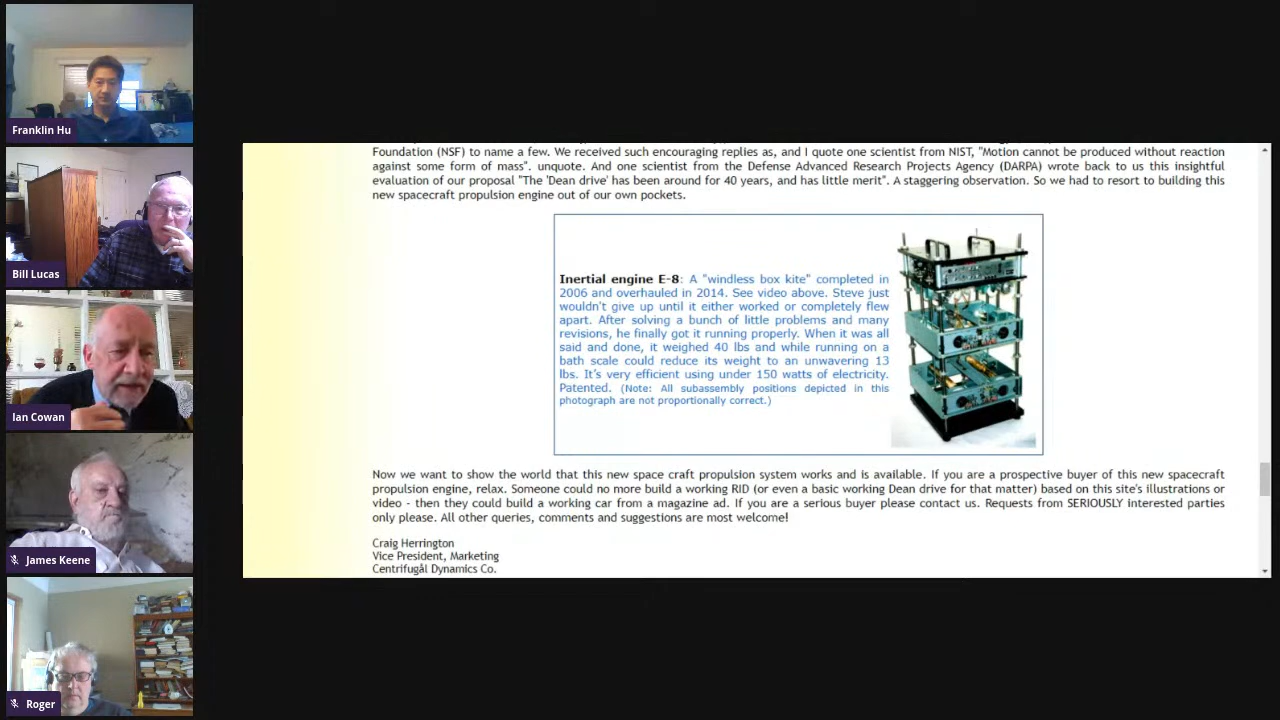 Franklin Hu
Bill Lucas
Ian Cowan
James Keene
Roger
Foundation (NSF) to name a few. We received such encouraging replies as, and I quote one scientist from NIST, "Motion cannot be produced without reaction
against some form of mass". unquote. And one scientist from the Defense Advanced Research Projects Agency (DARPA) wrote back to us this insightful
evaluation of our proposal "The 'Dean drive' has been around for 40 years, and has little merit". A staggering observation. So we had to resort to building this
new spacecraft propulsion engine out of our own pockets.
Inertial engine E-8: A "windless box kite" completed in
2006 and overhauled in 2014. See video above. Steve just
wouldn't give up until it either worked or completely flew
apart. After solving a bunch of little problems and many
revisions, he finally got it running properly. When it was all
said and done, it weighed 40 lbs and while running on a
bath scale could reduce its weight to an unwavering 13
lbs. It's very efficient using under 150 watts of electricity.
Patented. (Note: All subassembly positions depicted in this
photograph are not proportionally correct.)
Now we want to show the world that this new space craft propulsion system works and is available. If you are a prospective buyer of this new spacecraft
propulsion engine, relax. Someone could no more build a working RID (or even a basic working Dean drive for that matter) based on this site's illustrations or
video - then they could build a working car from a magazine ad. If you are a serious buyer please contact us. Requests from SERIOUSLY interested parties
only please. All other queries, comments and suggestions are most welcome!
Craig Herrington
Vice President, Marketing
Centrifugal Dynamics Co.